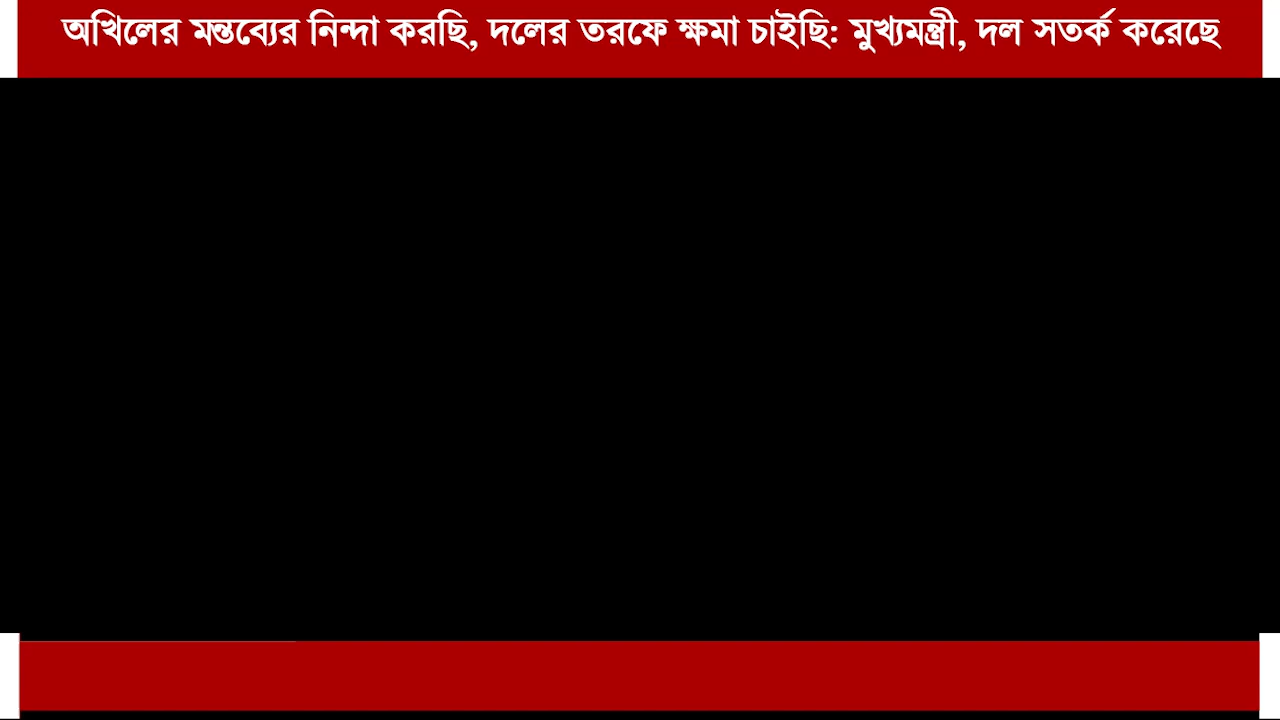 অখিলের মন্তব্যের নিন্দা করছি, দলের তরফে ক্ষমা চাইছি: মুখ্যমন্ত্রী, দল সতর্ক করেছে